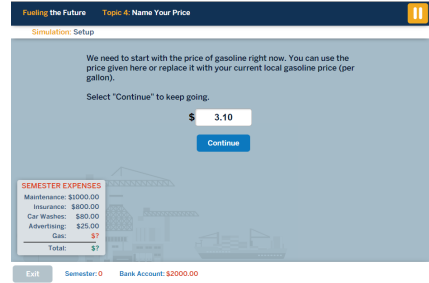 Fueling the Future Topic 4: Name Your Price
Simulation: Setup
We need to start with the price of gasoline right now. You can use the
price given here or replace it with your current local gasoline price (per
gallon).
Select "Continue" to keep going.
$ 3.10
Continue
SEMESTER EXPENSES
Maintenance: $1000.00
Insurance: $800.00
Car Washes: $80.00
Advertising: $25.00
Gas: $?
Total: $?
Exit Semester: 0 Bank Account: $2000.00